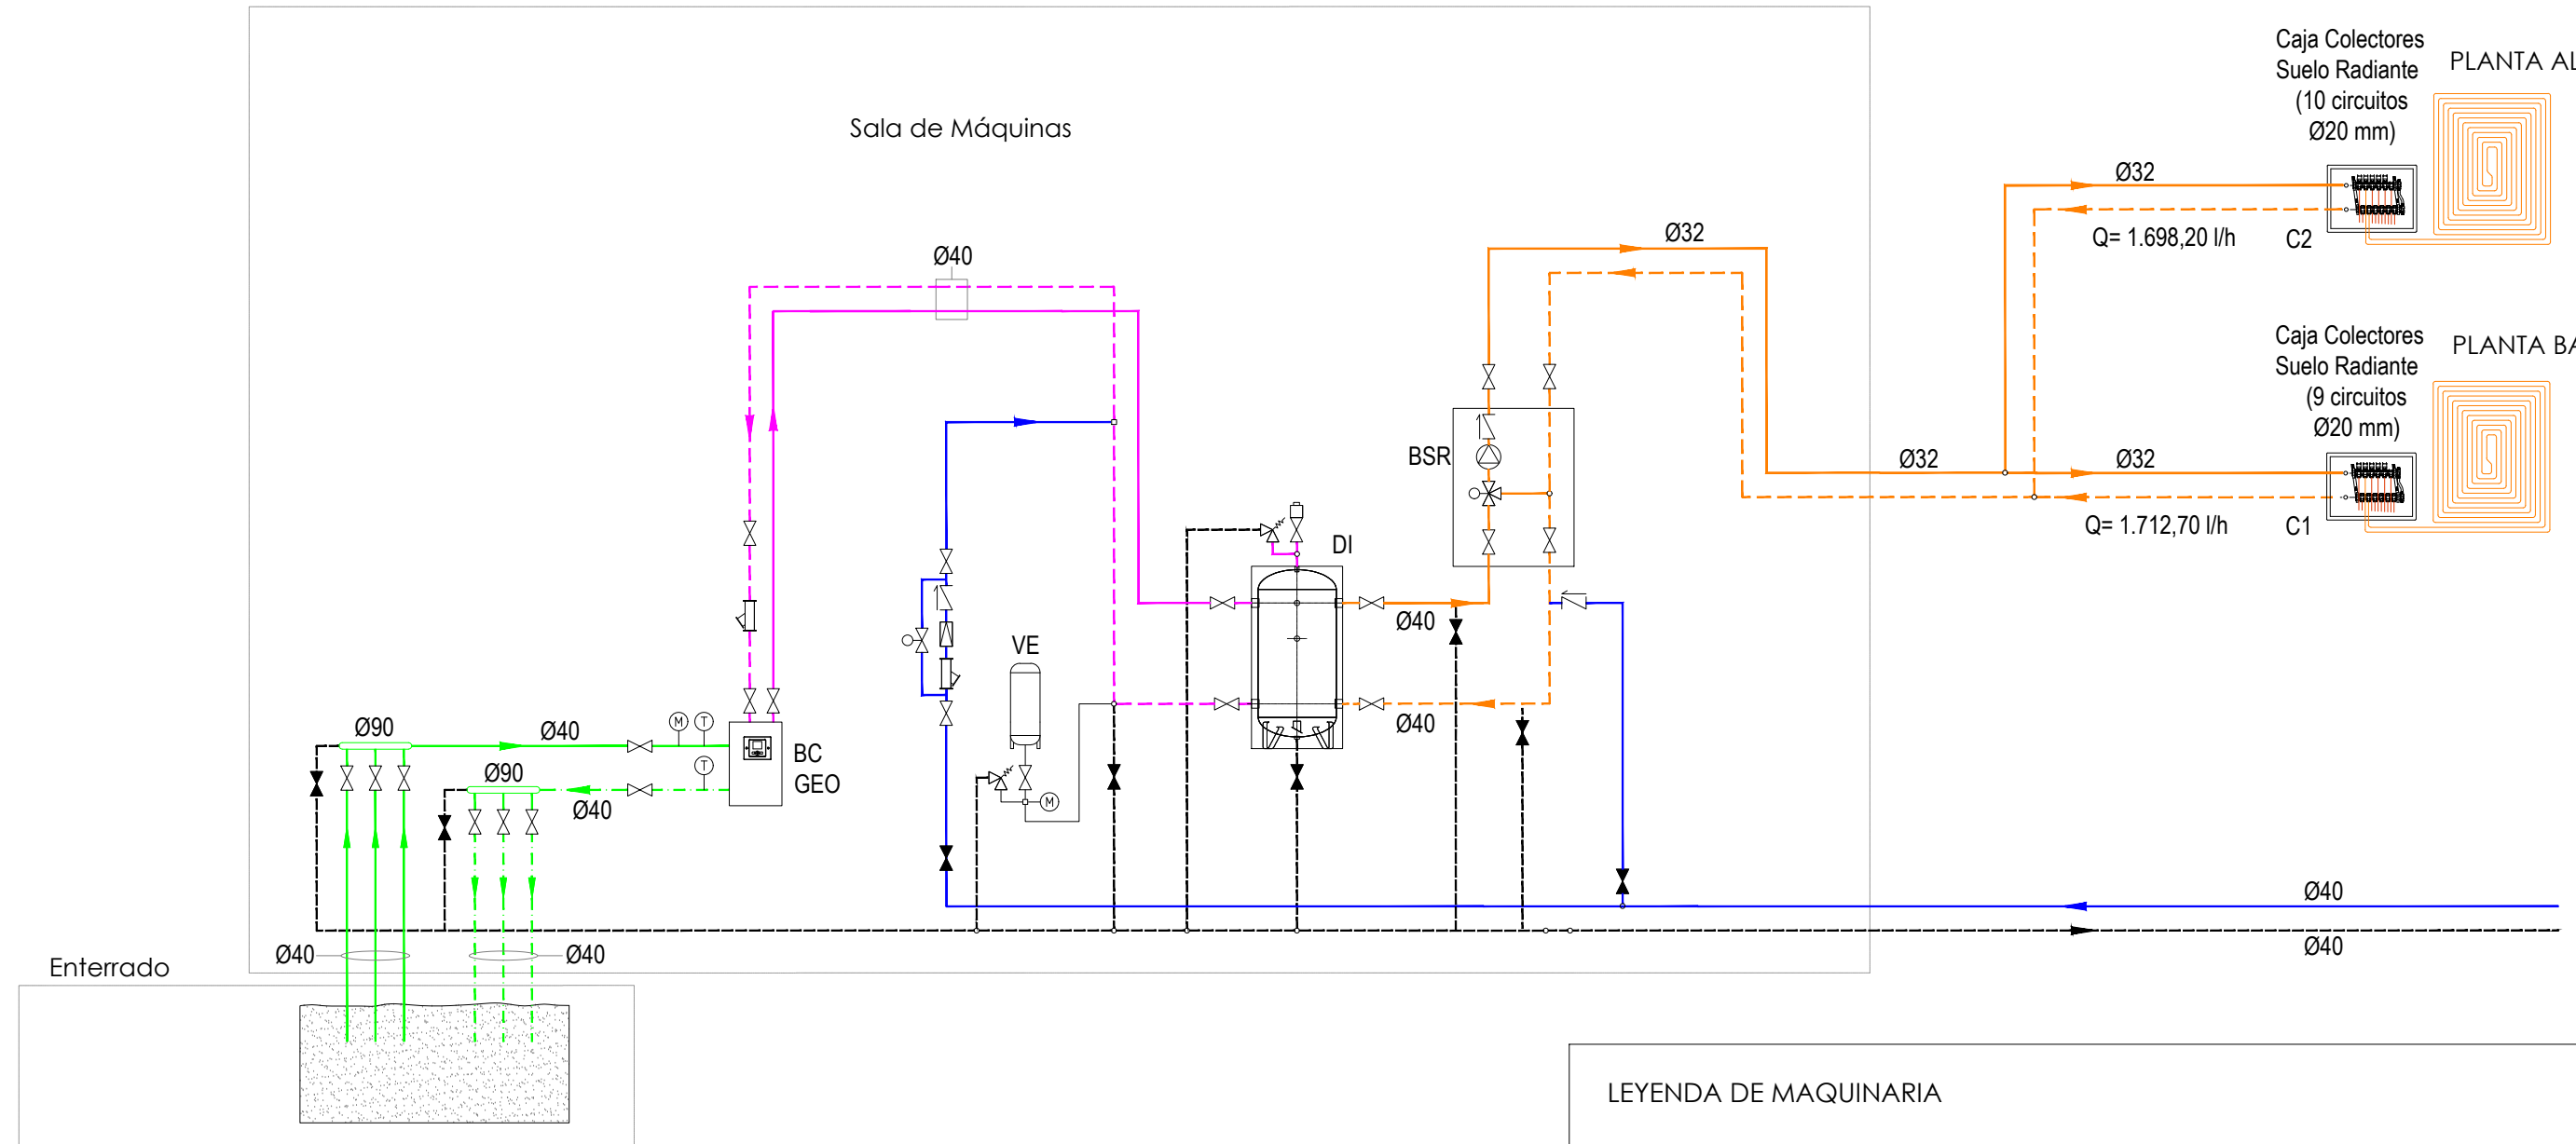 Caja Colectores
Suelo Radiante
(10 circuitos
Ø20 mm)
PLANTA AL
Sala de Máquinas
Ø32
Q= 1.698,20 l/h
C2
Ø32
Ø40
Caja Colectores
Suelo Radiante
(9 circuitos
Ø20 mm)
PLANTA BA
BSR
Ø32
Ø32
Q= 1.712,70 l/h
C1
DI
Ø40
VE
Ø40
Ø90
Ø40
M
T
BC
GEO
T
Ø90
Ø40
M
Ø40
Ø40
Ø40
Ø40
Enterrado
LEYENDA DE MAQUINARIA